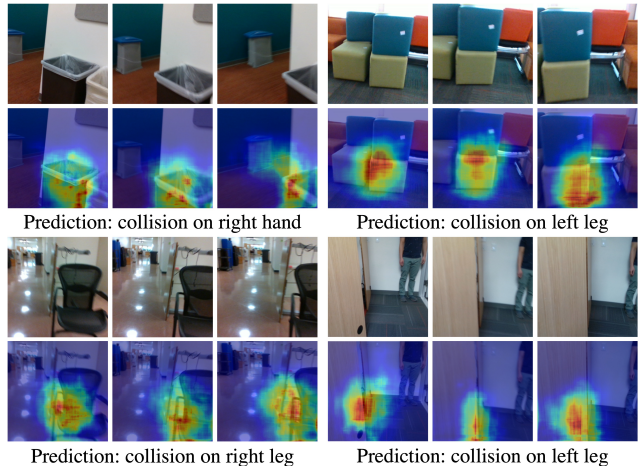 Prediction: collision on right hand
Prediction: collision on left leg
Prediction: collision on right leg
Prediction: collision on left leg